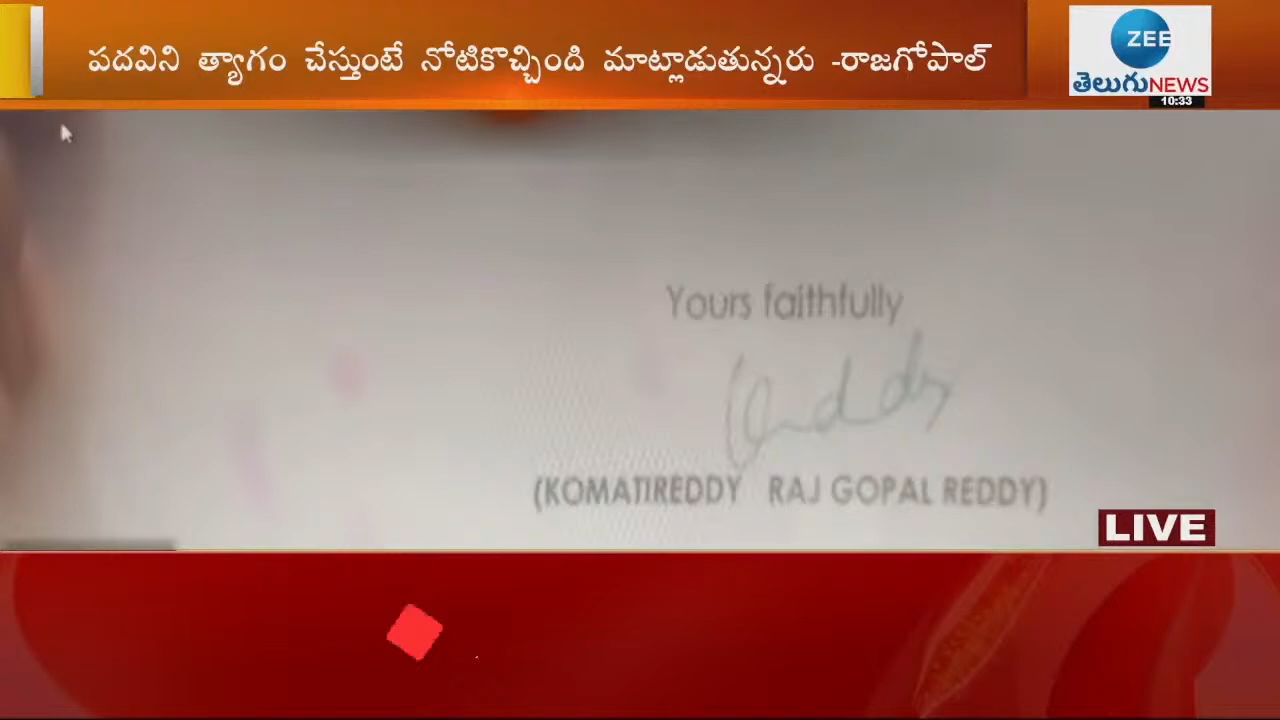 పదవిని త్యాగం చేస్తుంటే నోటికొచ్చింది మాట్లాడుతున్నరు -రాజగోపాల్
ZEE
తెలుగు NEWS
10:33
Yours faithfully
(KOMATIREDDY RAJ GOPAL REDDY)
LIVE